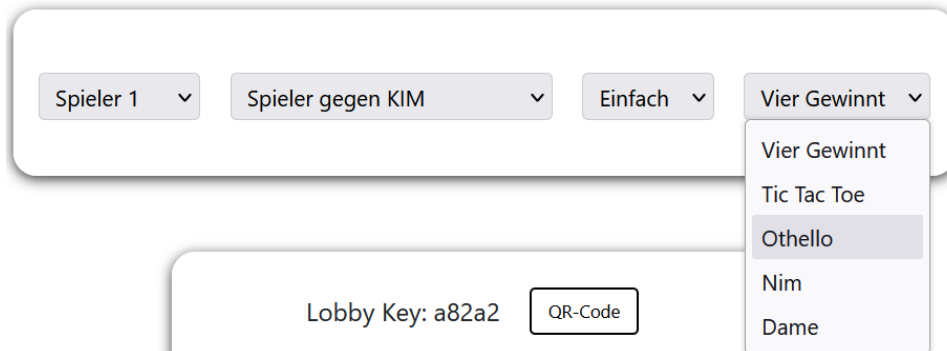 Spieler 1
Spieler gegen KIM
Einfach
Vier Gewinnt
Vier Gewinnt
Tic Tac Toe
Othello
Nim
Dame
Lobby Key: a82a2
QR-Code